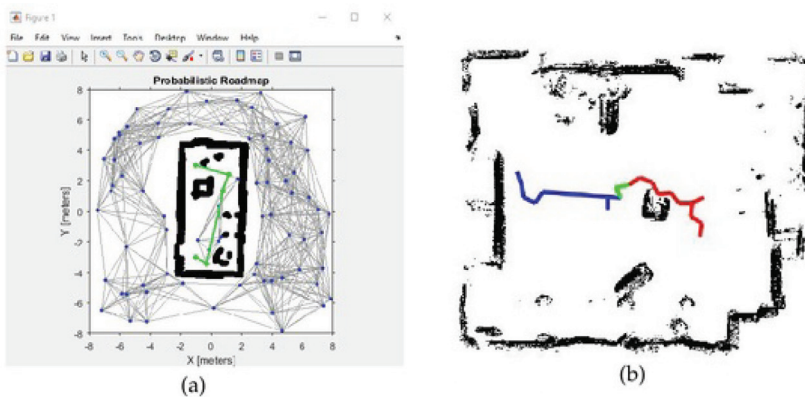 Figure 1
File Edit View Insert Tools Desktop Window Help
Probabilistic Roadmap
8
6
4
2
0
-2
-4
-6
-8
Y [meters]
-8 -6 -4 -2 0 2 4 6 8
X [meters]
(a)
(b)